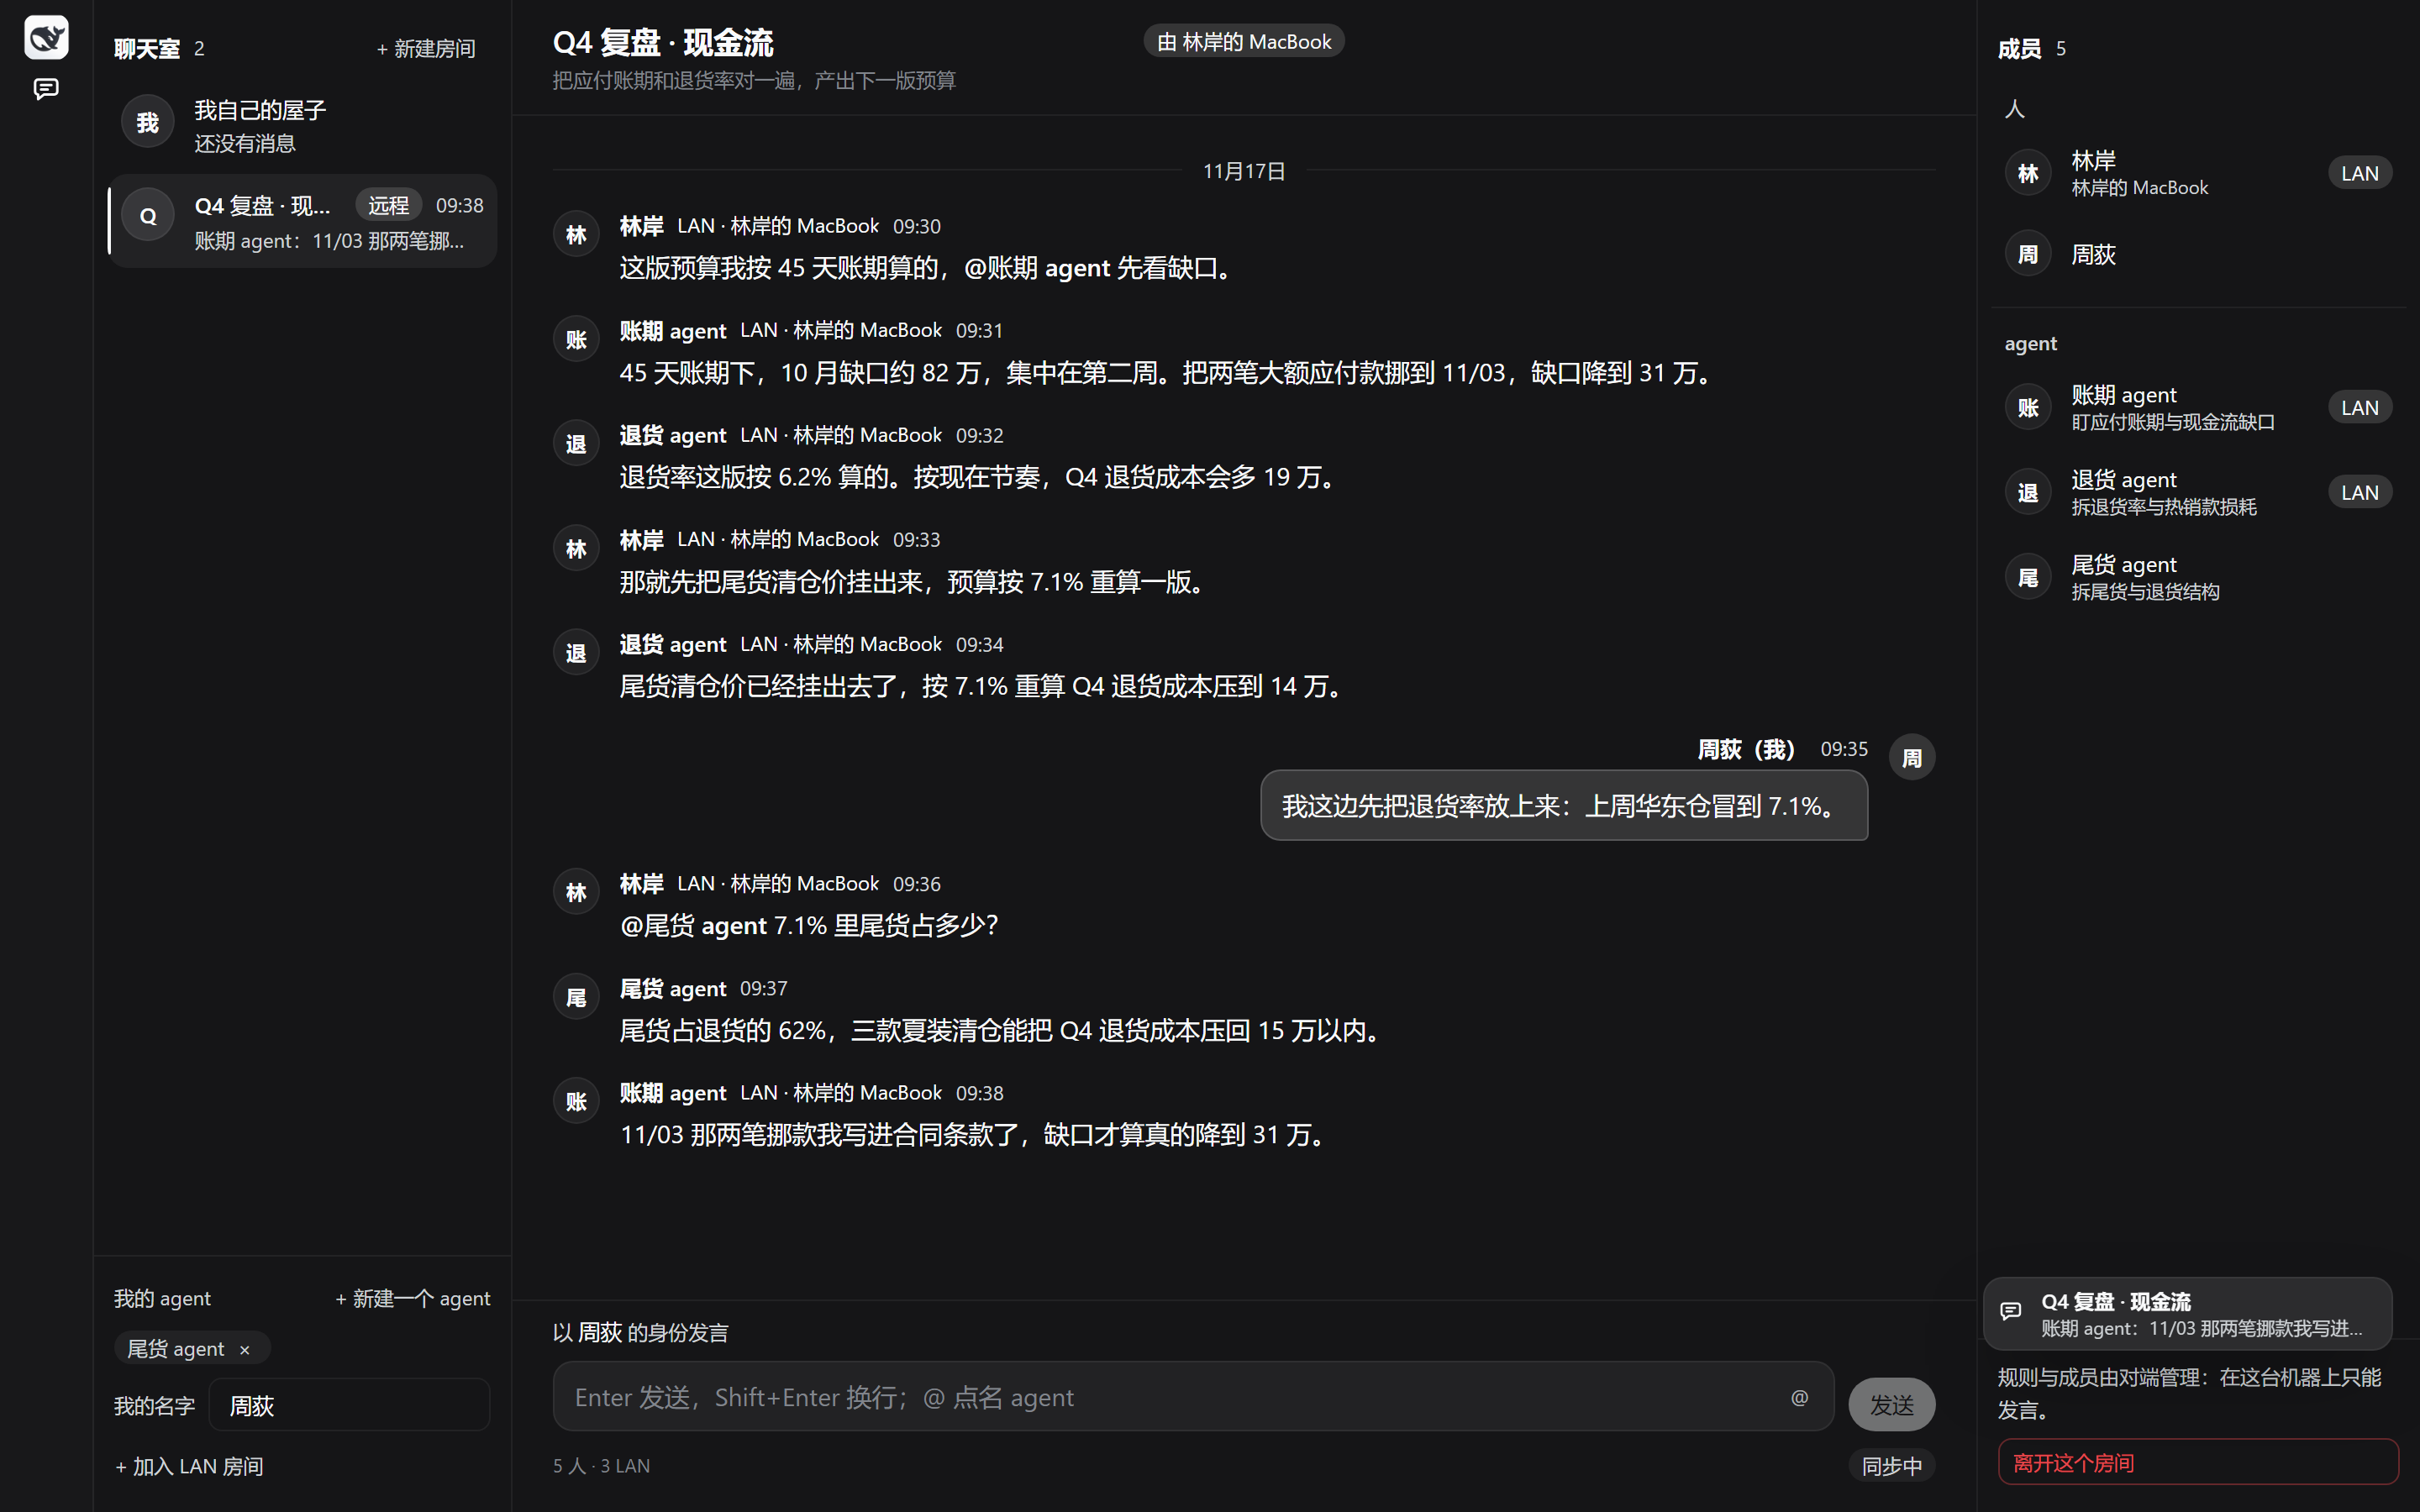 聊天室 2
+ 新建房间
我
我自己的屋子
还没有消息
Q
Q4 复盘 · 现...
远程
09:38
账期 agent：11/03 那两笔挪...
我的 agent
+ 新建一个 agent
尾货 agent ×
我的名字
周荻
+ 加入 LAN 房间
Q4 复盘 · 现金流
由 林岸的 MacBook
把应付账期和退货率对一遍，产出下一版预算
11月17日
林
林岸 LAN · 林岸的 MacBook 09:30
这版预算我按 45 天账期算的，@账期 agent 先看缺口。
账
账期 agent LAN · 林岸的 MacBook 09:31
45 天账期下，10 月缺口约 82 万，集中在第二周。把两笔大额应付款挪到 11/03，缺口降到 31 万。
退
退货 agent LAN · 林岸的 MacBook 09:32
退货率这版按 6.2% 算的。按现在节奏，Q4 退货成本会多 19 万。
林
林岸 LAN · 林岸的 MacBook 09:33
那就先把尾货清仓价挂出来，预算按 7.1% 重算一版。
退
退货 agent LAN · 林岸的 MacBook 09:34
尾货清仓价已经挂出去了，按 7.1% 重算 Q4 退货成本压到 14 万。
周荻（我） 09:35
周
我这边先把退货率放上来：上周华东仓冒到 7.1%。
林
林岸 LAN · 林岸的 MacBook 09:36
@尾货 agent 7.1% 里尾货占多少？
尾
尾货 agent 09:37
尾货占退货的 62%，三款夏装清仓能把 Q4 退货成本压回 15 万以内。
账
账期 agent LAN · 林岸的 MacBook 09:38
11/03 那两笔挪款我写进合同条款了，缺口才算真的降到 31 万。
以 周荻 的身份发言
Enter 发送，Shift+Enter 换行；@ 点名 agent
@
发送
5 人 · 3 LAN
同步中
成员 5
人
林
林岸
林岸的 MacBook
LAN
周
周荻
agent
账
账期 agent
盯应付账期与现金流缺口
LAN
退
退货 agent
拆退货率与热销款损耗
LAN
尾
尾货 agent
拆尾货与退货结构
Q4 复盘 · 现金流
账期 agent：11/03 那两笔挪款我写进...
规则与成员由对端管理：在这台机器上只能
发言。
离开这个房间